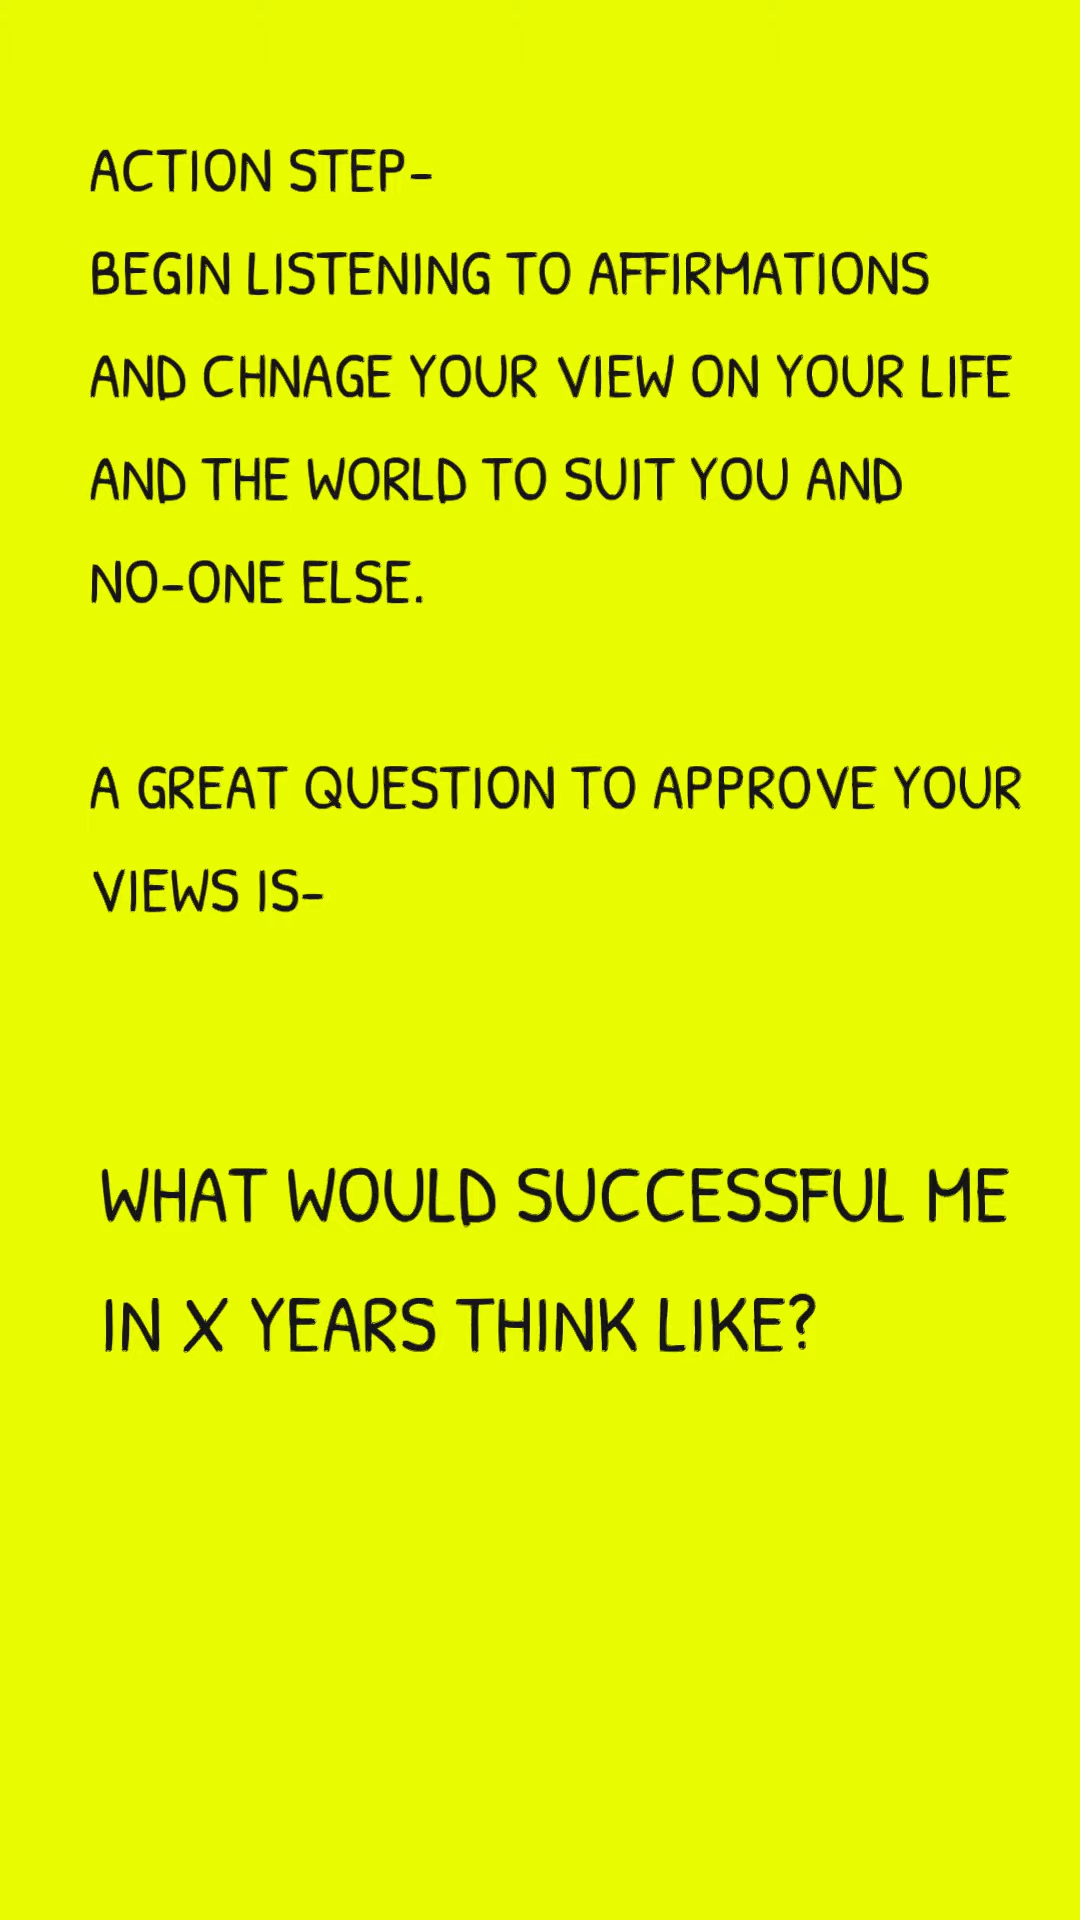 ACTION STEP-
BEGIN LISTENING TO AFFIRMATIONS
AND CHNAGE YOUR VIEW ON YOUR LIFE
AND THE WORLD TO SUIT YOU AND
NO-ONE ELSE.
A GREAT QUESTION TO APPROVE YOUR
VIEWS IS-
WHAT WOULD SUCCESSFUL ME
IN X YEARS THINK LIKE?